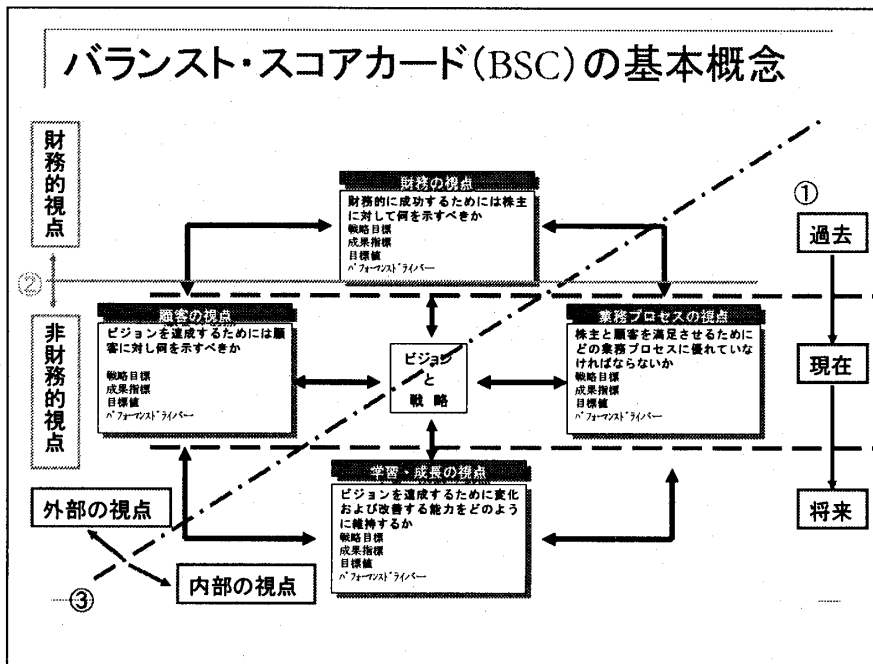 バランスト・スコアカード(BSC)の基本概念
財務的視点
②
非財務的視点
財務の視点
財務的に成功するためには株主
に対して何を示すべきか
戦略目標
成果指標
目標値
パフォーマンスドライバー
①
過去
現在
将来
顧客の視点
ビジョンを達成するためには顧
客に対し何を示すべきか
戦略目標
成果指標
目標値
パフォーマンスドライバー
ビジョン
と
戦 略
業務プロセスの視点
株主と顧客を満足させるために
どの業務プロセスに優れていな
ければならないか
戦略目標
成果指標
目標値
パフォーマンスドライバー
学習・成長の視点
ビジョンを達成するために変化
および改善する能力をどのよう
に維持するか
戦略目標
成果指標
目標値
パフォーマンスドライバー
外部の視点
内部の視点
③